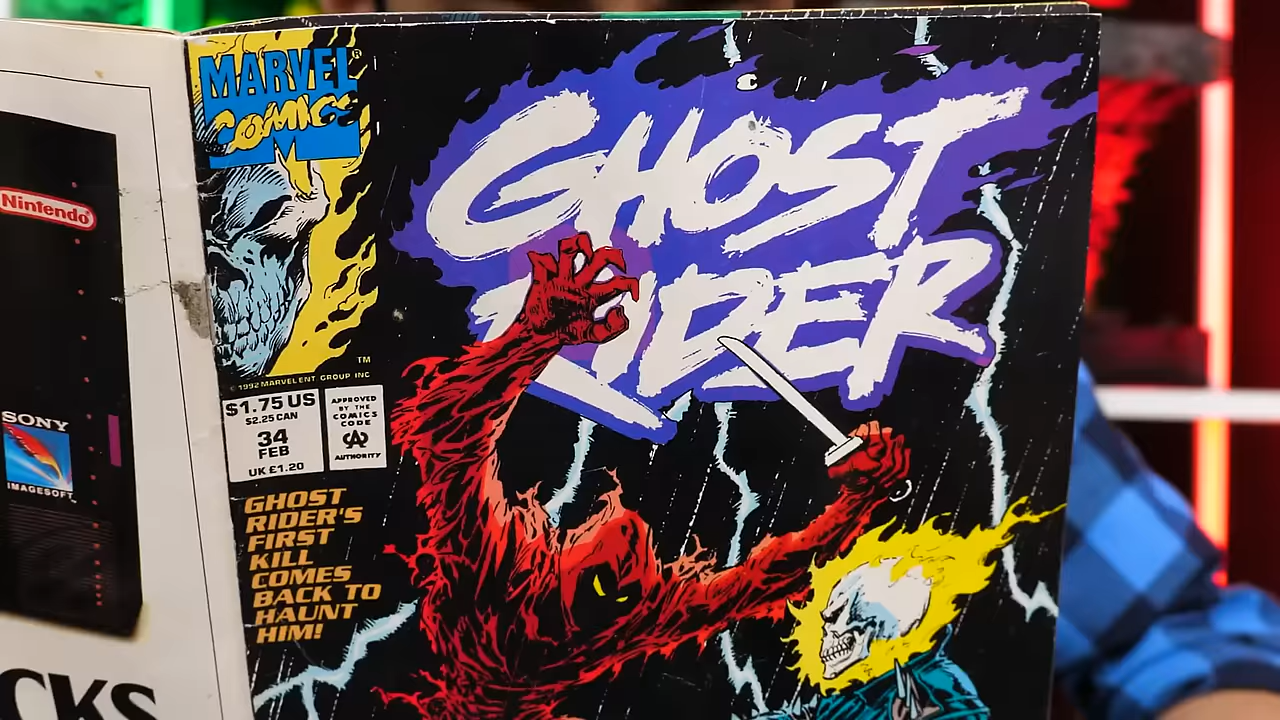 Nintendo
SONY
IMAGESOFT
CKS
MARVEL
COMICS
GHOST
RIDER
TM
© 1992 MARVEL ENT. GROUP INC
$1.75 US
$2.25 CAN
34
FEB
UK £1.20
APPROVED
BY THE
COMICS
CODE
CA
AUTHORITY
GHOST
RIDER'S
FIRST
KILL
COMES
BACK TO
HAUNT
HIM!